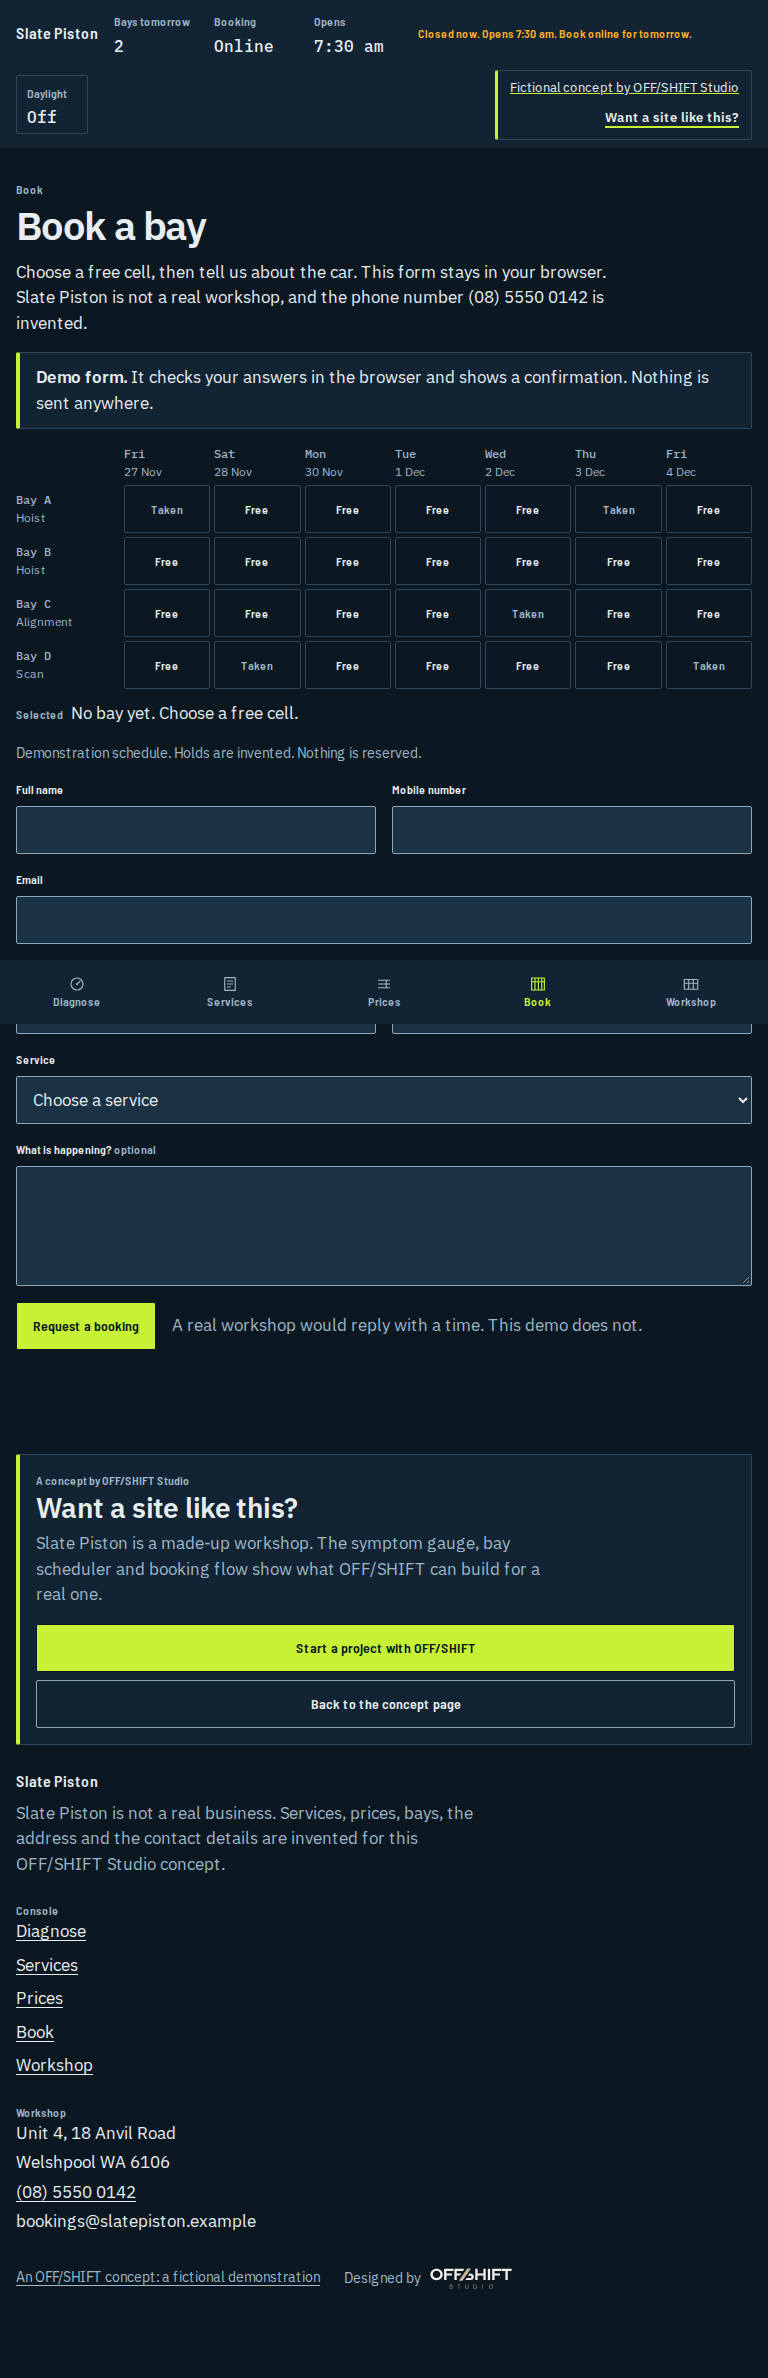 Slate Piston
Bays tomorrow
2
Booking
Online
Opens
7:30 am
Closed now. Opens 7:30 am. Book online for tomorrow.
Daylight
Off
Fictional concept by OFF/SHIFT Studio
Want a site like this?
Book
Book a bay
Choose a free cell, then tell us about the car. This form stays in your browser.
Slate Piston is not a real workshop, and the phone number (08) 5550 0142 is
invented.
Demo form. It checks your answers in the browser and shows a confirmation. Nothing is
sent anywhere.
Fri Sat Mon Tue Wed Thu Fri
27 Nov 28 Nov 30 Nov 1 Dec 2 Dec 3 Dec 4 Dec
Bay A
Hoist
Taken Free Free Free Free Taken Free
Bay B
Hoist
Free Free Free Free Free Free Free
Bay C
Alignment
Free Free Free Free Taken Free Free
Bay D
Scan
Free Taken Free Free Free Free Taken
Selected No bay yet. Choose a free cell.
Demonstration schedule. Holds are invented. Nothing is reserved.
Full name
Mobile number
Email
Diagnose Services Prices Book Workshop
Service
Choose a service
What is happening? optional
Request a booking
A real workshop would reply with a time. This demo does not.
A concept by OFF/SHIFT Studio
Want a site like this?
Slate Piston is a made-up workshop. The symptom gauge, bay
scheduler and booking flow show what OFF/SHIFT can build for a
real one.
Start a project with OFF/SHIFT
Back to the concept page
Slate Piston
Slate Piston is not a real business. Services, prices, bays, the
address and the contact details are invented for this
OFF/SHIFT Studio concept.
Console
Diagnose
Services
Prices
Book
Workshop
Workshop
Unit 4, 18 Anvil Road
Welshpool WA 6106
(08) 5550 0142
bookings@slatepiston.example
An OFF/SHIFT concept: a fictional demonstration
Designed by
OFF/SHIFT
STUDIO